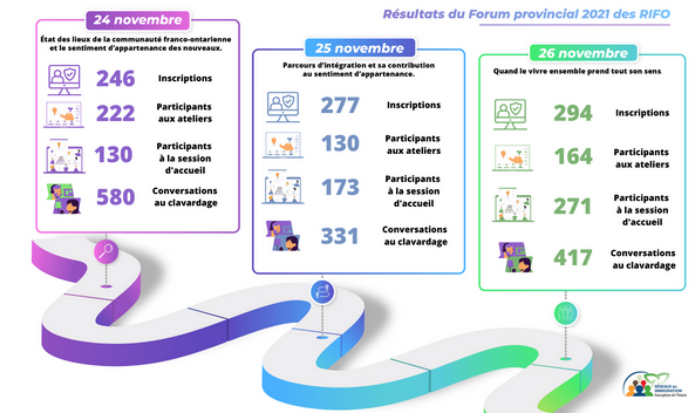 Résultats du Forum provincial 2021 des RIFO
24 novembre
État des lieux de la communauté franco-ontarienne
et le sentiment d'appartenance des nouveaux.
246 Inscriptions
222 Participants
aux ateliers
130 Participants
à la session
d'accueil
580 Conversations
au clavardage
25 novembre
Parcours d'intégration et sa contribution
au sentiment d'appartenance.
277 Inscriptions
130 Participants
aux ateliers
173 Participants
à la session
d'accueil
331 Conversations
au clavardage
26 novembre
Quand le vivre ensemble prend tout son sens
294 Inscriptions
164 Participants
aux ateliers
271 Participants
à la session
d'accueil
417 Conversations
au clavardage
RÉSEAUX en
IMMIGRATION
francophone de l'Ontario